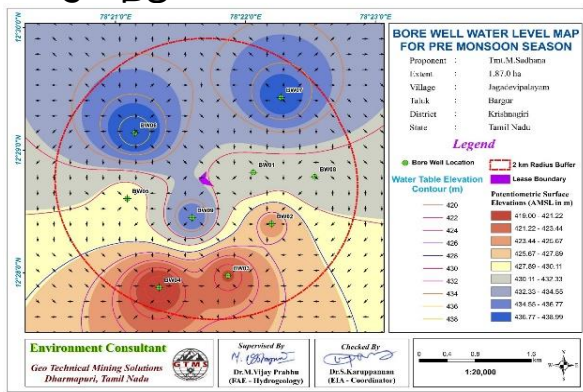 78°21'0"E 78°22'0"E 78°23'0"E
12°30'0"N
12°29'0"N
12°28'0"N
BW07
BW01
BW02
BW03
BW04
BORE WELL WATER LEVEL MAP
FOR PRE MONSOON SEASON
Proponent : Tmt.M.Sadhana
Extent : 1.87.0 ha
Village : Jagadevipalayam
Taluk : Bargur
District : Krishnagiri
State : Tamil Nadu
Legend
Bore Well Location
2 km Radius Buffer
Lease Boundary
Water Table Elevation
Contour (m)
420
422
424
426
428
430
432
434
436
438
Potentiometric Surface
Elevations (AMSL in m)
419.00 - 421.22
421.22 - 423.44
423.44 - 425.67
425.67 - 427.89
427.89 - 430.11
430.11 - 432.33
432.33 - 434.55
434.55 - 436.77
436.77 - 438.99
Environment Consultant
Geo Technical Mining Solutions
Dharmapuri, Tamil Nadu
GTMS
Supervised By
Dr.M.Vijay Prabhu
(FAE - Hydrogeology)
Checked By
Dr.S.Karuppannan
(EIA - Coordinator)
0 0.4 0.8 1.6
1:20,000